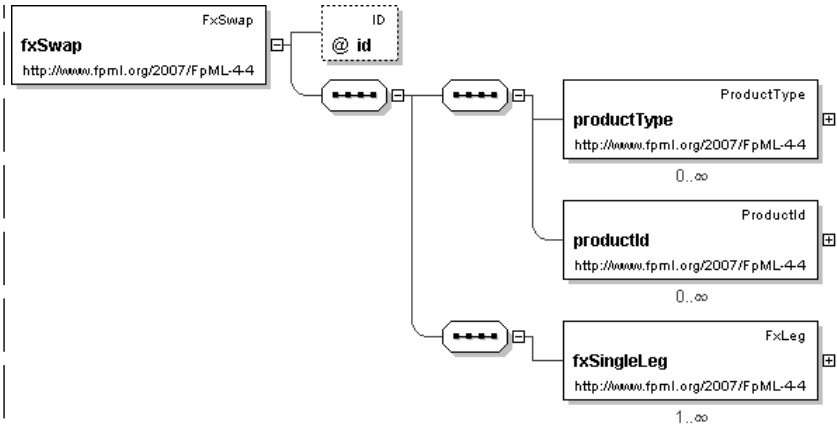 FxSwap
fxSwap
http://www.fpml.org/2007/FpML-4-4
ID
@ id
ProductType
productType
http://www.fpml.org/2007/FpML-4-4
0..∞
ProductId
productId
http://www.fpml.org/2007/FpML-4-4
0..∞
FxLeg
fxSingleLeg
http://www.fpml.org/2007/FpML-4-4
1..∞